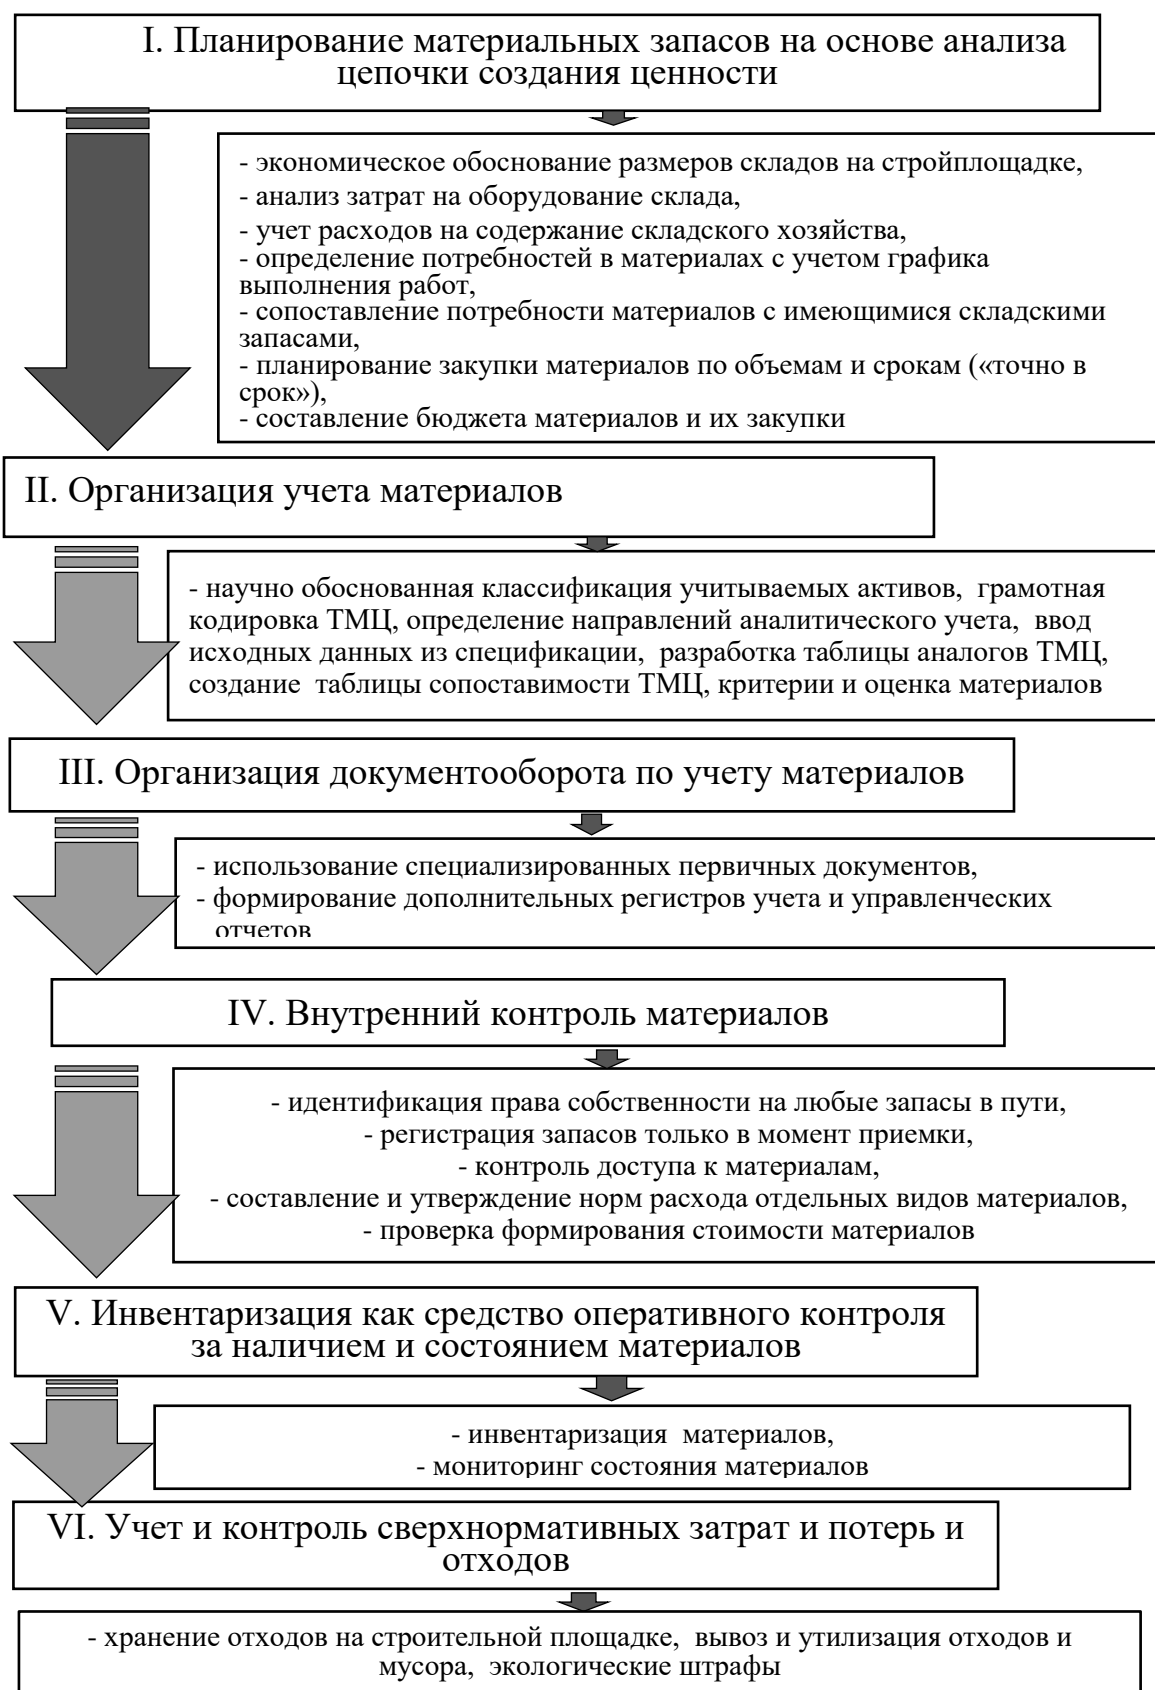 I. Планирование материальных запасов на основе анализа
цепочки создания ценности
- экономическое обоснование размеров складов на стройплощадке,
- анализ затрат на оборудование склада,
- учет расходов на содержание складского хозяйства,
- определение потребностей в материалах с учетом графика
выполнения работ,
- сопоставление потребности материалов с имеющимися складскими
запасами,
- планирование закупки материалов по объемам и срокам («точно в
срок»),
- составление бюджета материалов и их закупки
II. Организация учета материалов
- научно обоснованная классификация учитываемых активов, грамотная
кодировка ТМЦ, определение направлений аналитического учета, ввод
исходных данных из спецификации, разработка таблицы аналогов ТМЦ,
создание таблицы сопоставимости ТМЦ, критерии и оценка материалов
III. Организация документооборота по учету материалов
- использование специализированных первичных документов,
- формирование дополнительных регистров учета и управленческих
отчетов
IV. Внутренний контроль материалов
- идентификация права собственности на любые запасы в пути,
- регистрация запасов только в момент приемки,
- контроль доступа к материалам,
- составление и утверждение норм расхода отдельных видов материалов,
- проверка формирования стоимости материалов
V. Инвентаризация как средство оперативного контроля
за наличием и состоянием материалов
- инвентаризация материалов,
- мониторинг состояния материалов
VI. Учет и контроль сверхнормативных затрат и потерь и
отходов
- хранение отходов на строительной площадке, вывоз и утилизация отходов и
мусора, экологические штрафы